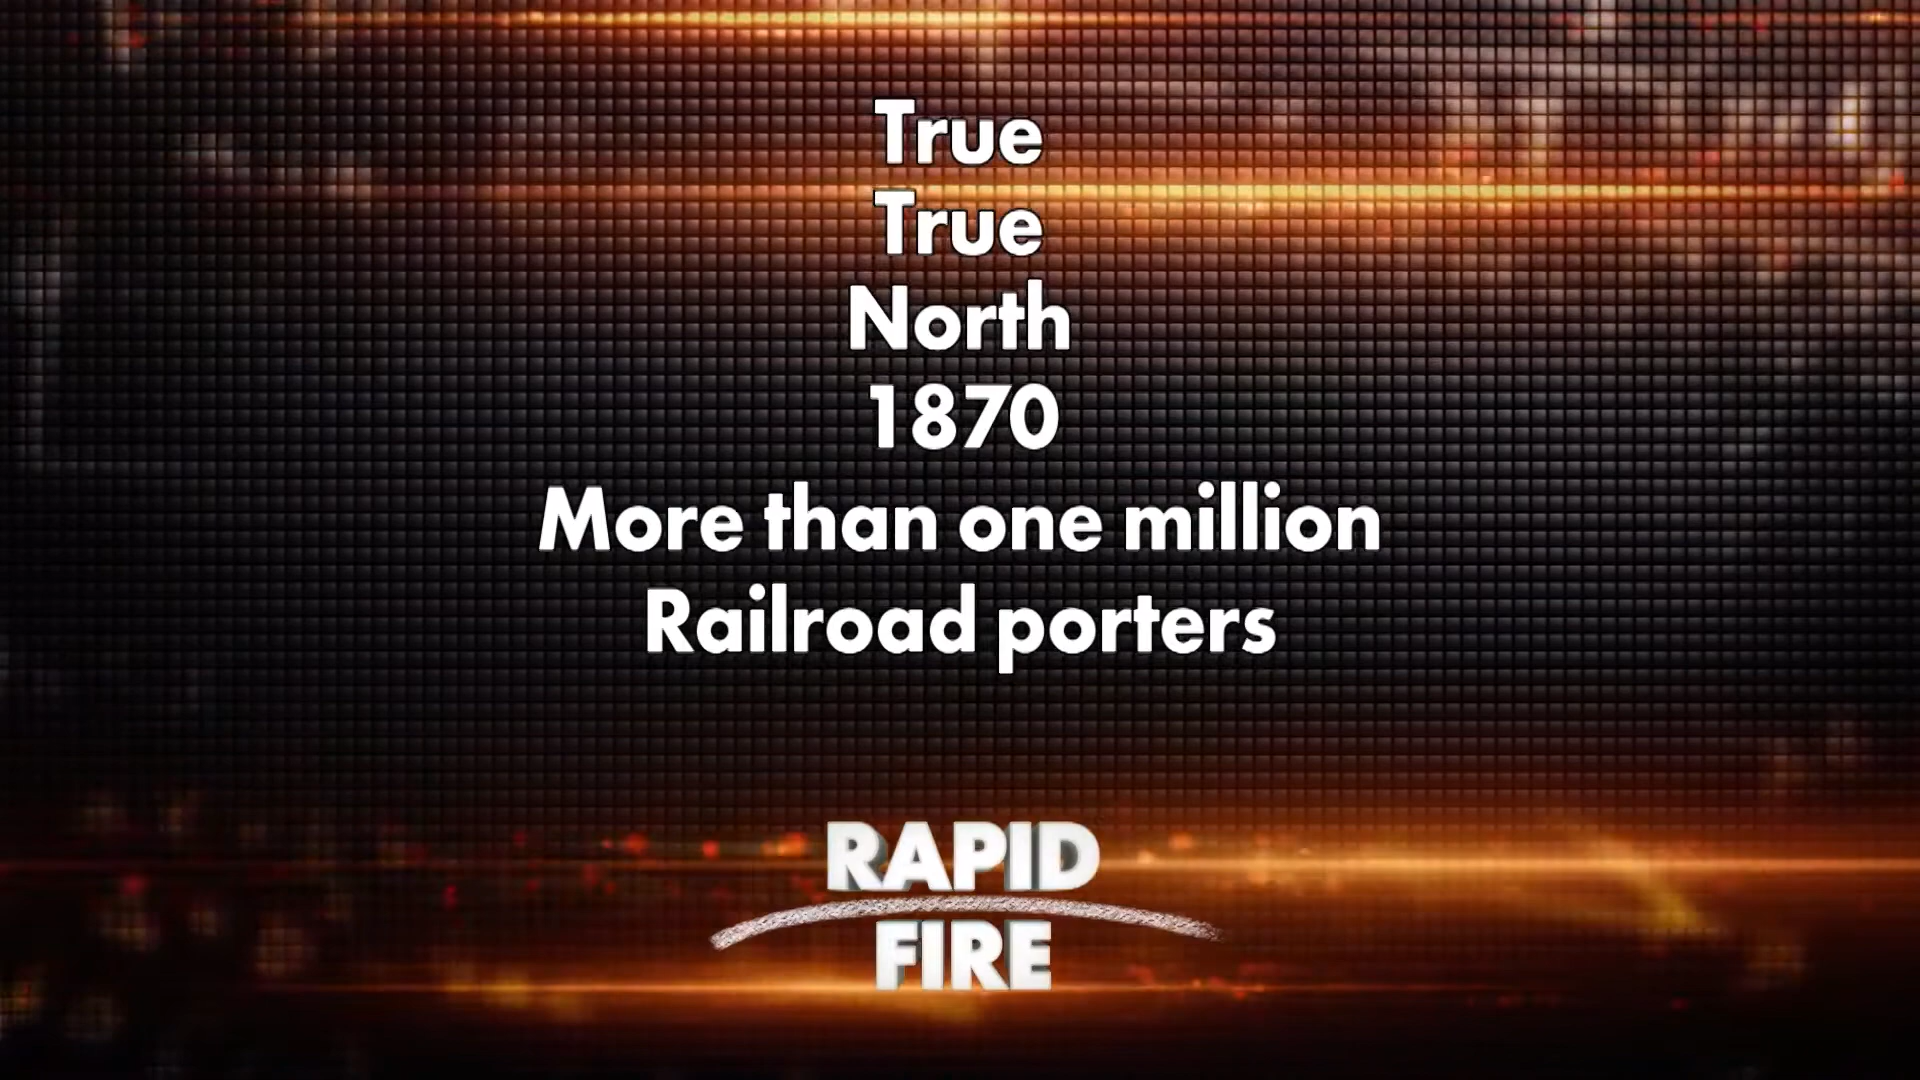 True
True
North
1870
More than one million
Railroad porters
RAPID
FIRE